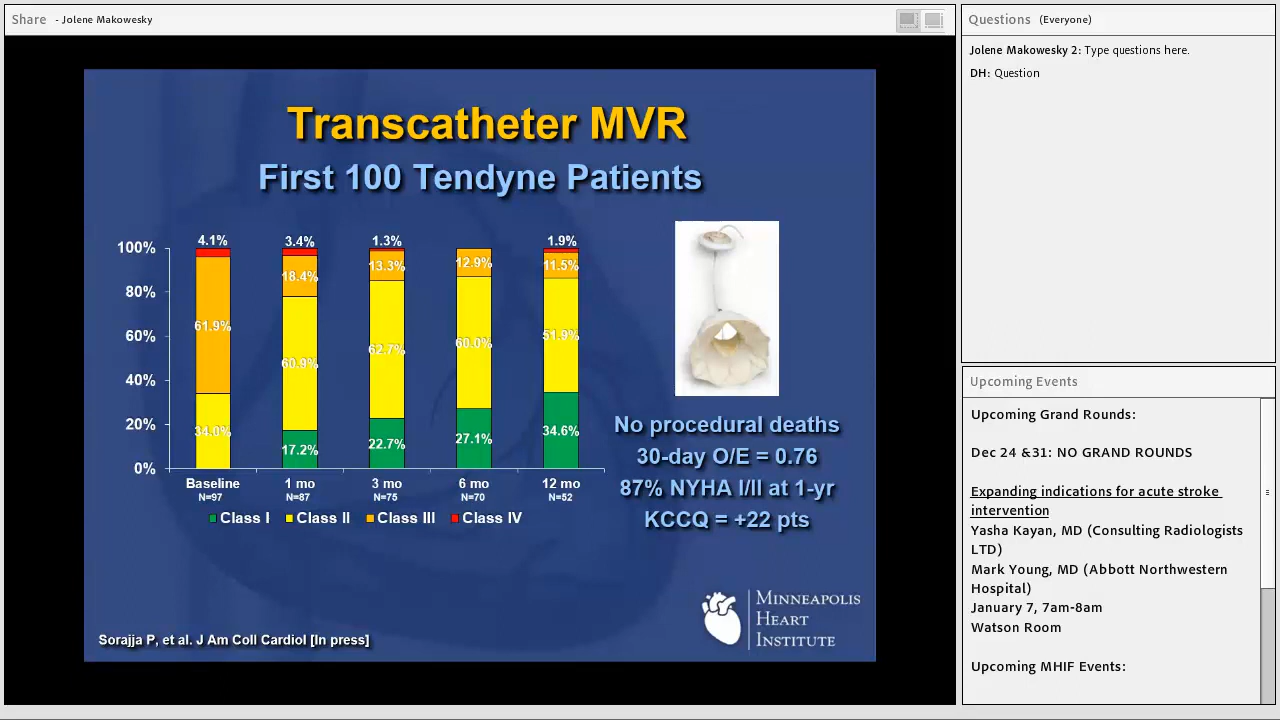 Share - Jolene Makowesky
Transcatheter MVR
First 100 Tendyne Patients
100%
80%
60%
40%
20%
0%
4.1%
61.9%
34.0%
3.4%
18.4%
60.9%
17.2%
1.3%
13.3%
62.7%
22.7%
12.9%
60.0%
27.1%
1.9%
11.5%
51.9%
34.6%
Baseline
N=97
1 mo
N=87
3 mo
N=75
6 mo
N=70
12 mo
N=52
Class I Class II Class III Class IV
No procedural deaths
30-day O/E = 0.76
87% NYHA I/II at 1-yr
KCCQ = +22 pts
Sorajja P, et al. J Am Coll Cardiol [In press]
MINNEAPOLIS
HEART
INSTITUTE
Questions (Everyone)
Jolene Makowesky 2: Type questions here.
DH: Question
Upcoming Events
Upcoming Grand Rounds:
Dec 24 &31: NO GRAND ROUNDS
Expanding indications for acute stroke
intervention
Yasha Kayan, MD (Consulting Radiologists
LTD)
Mark Young, MD (Abbott Northwestern
Hospital)
January 7, 7am-8am
Watson Room
Upcoming MHIF Events: